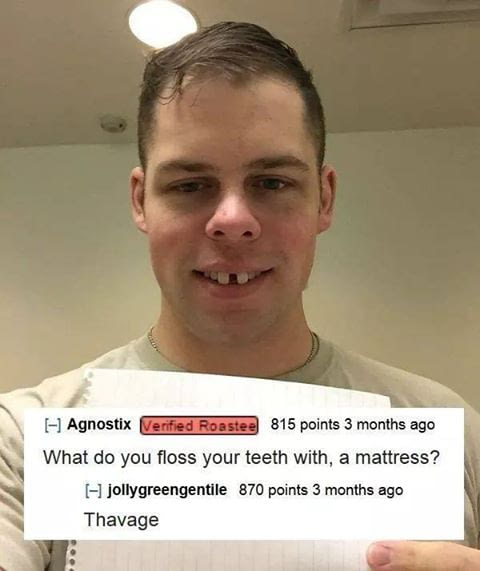 [–] Agnostix Verified Roastee 815 points 3 months ago
What do you floss your teeth with, a mattress?
[–] jollygreengentile 870 points 3 months ago
Thavage